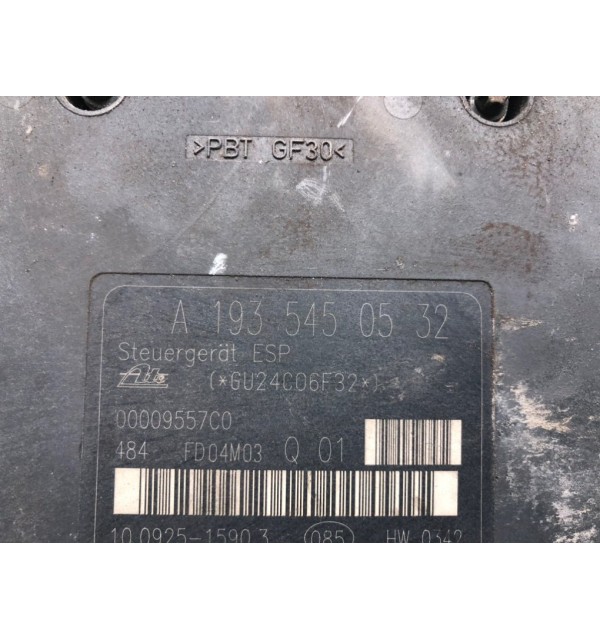 >PBT GF30<
A 193 545 05 32
Steuergerät ESP
Ate (*GU24C06F32*)
00009557C0
484 FD04M03 Q 01
10.0925-1590.3 085 HW 0342